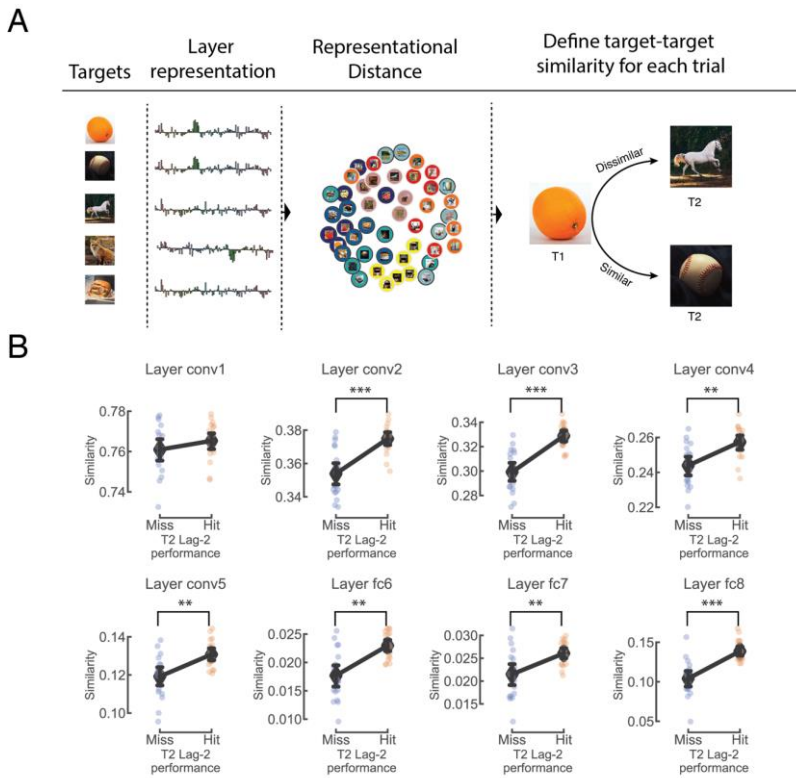 A
Targets
Layer
representation
Representational
Distance
Define target-target
similarity for each trial
Dissimilar
T2
T1
Similar
T2
B
Layer conv1
Similarity
0.78
0.76
0.74
Miss Hit
T2 Lag-2
performance
Layer conv2
***
Similarity
0.38
0.36
0.34
Miss Hit
T2 Lag-2
performance
Layer conv3
***
Similarity
0.34
0.32
0.30
0.28
Miss Hit
T2 Lag-2
performance
Layer conv4
**
Similarity
0.26
0.24
0.22
Miss Hit
T2 Lag-2
performance
Layer conv5
**
Similarity
0.14
0.12
0.10
Miss Hit
T2 Lag-2
performance
Layer fc6
**
Similarity
0.025
0.020
0.015
0.010
Miss Hit
T2 Lag-2
performance
Layer fc7
**
Similarity
0.030
0.025
0.020
0.015
Miss Hit
T2 Lag-2
performance
Layer fc8
***
Similarity
0.15
0.10
0.05
Miss Hit
T2 Lag-2
performance